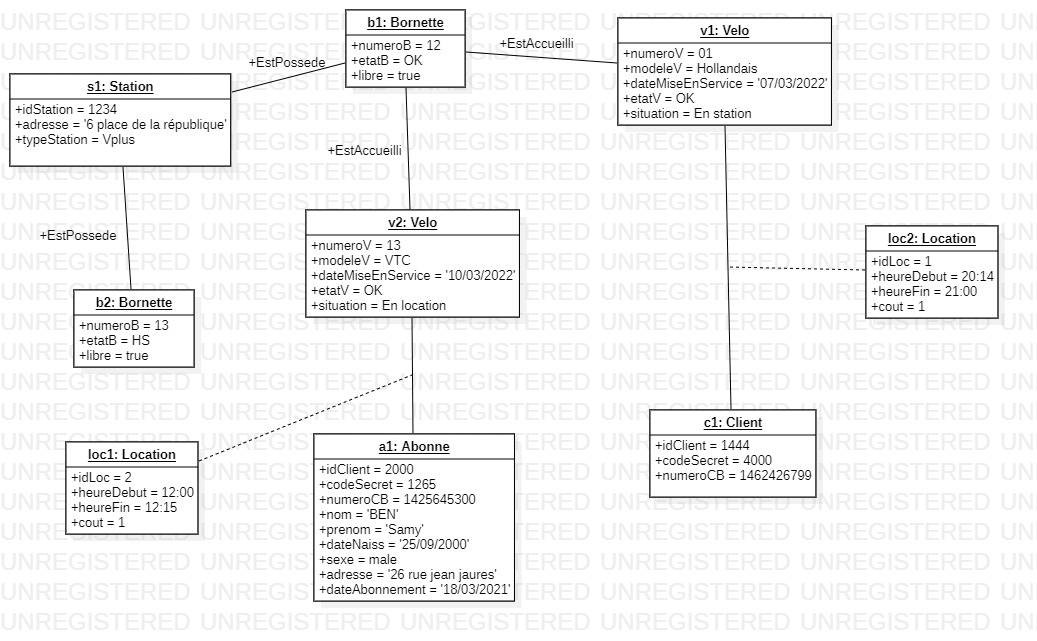 b1: Bornette
+numeroB = 12
+etatB = OK
+libre = true
+EstAccueilli
v1: Velo
+numeroV = 01
+modeleV = Hollandais
+dateMiseEnService = '07/03/2022'
+etatV = OK
+situation = En station
+EstPossede
s1: Station
+idStation = 1234
+adresse = '6 place de la république'
+typeStation = Vplus
+EstAccueilli
+EstPossede
v2: Velo
+numeroV = 13
+modeleV = VTC
+dateMiseEnService = '10/03/2022'
+etatV = OK
+situation = En location
loc2: Location
+idLoc = 1
+heureDebut = 20:14
+heureFin = 21:00
+cout = 1
b2: Bornette
+numeroB = 13
+etatB = HS
+libre = true
loc1: Location
+idLoc = 2
+heureDebut = 12:00
+heureFin = 12:15
+cout = 1
a1: Abonne
+idClient = 2000
+codeSecret = 1265
+numeroCB = 1425645300
+nom = 'BEN'
+prenom = 'Samy'
+dateNaiss = '25/09/2000'
+sexe = male
+adresse = '26 rue jean jaures'
+dateAbonnement = '18/03/2021'
c1: Client
+idClient = 1444
+codeSecret = 4000
+numeroCB = 1462426799
UNREGISTERED